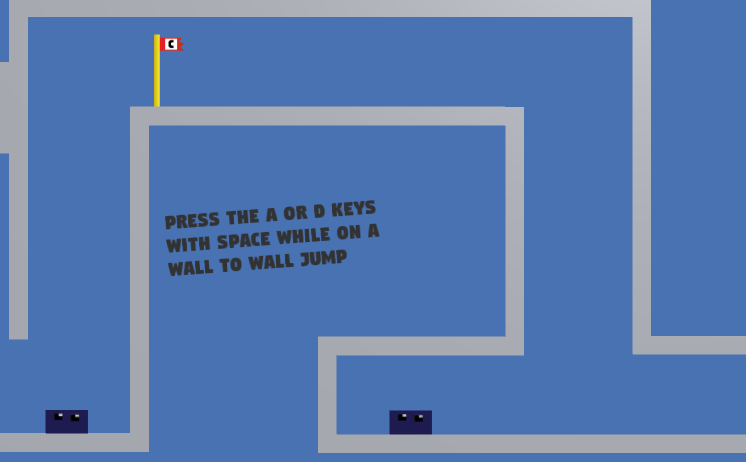 C
PRESS THE A OR D KEYS
WITH SPACE WHILE ON A
WALL TO WALL JUMP